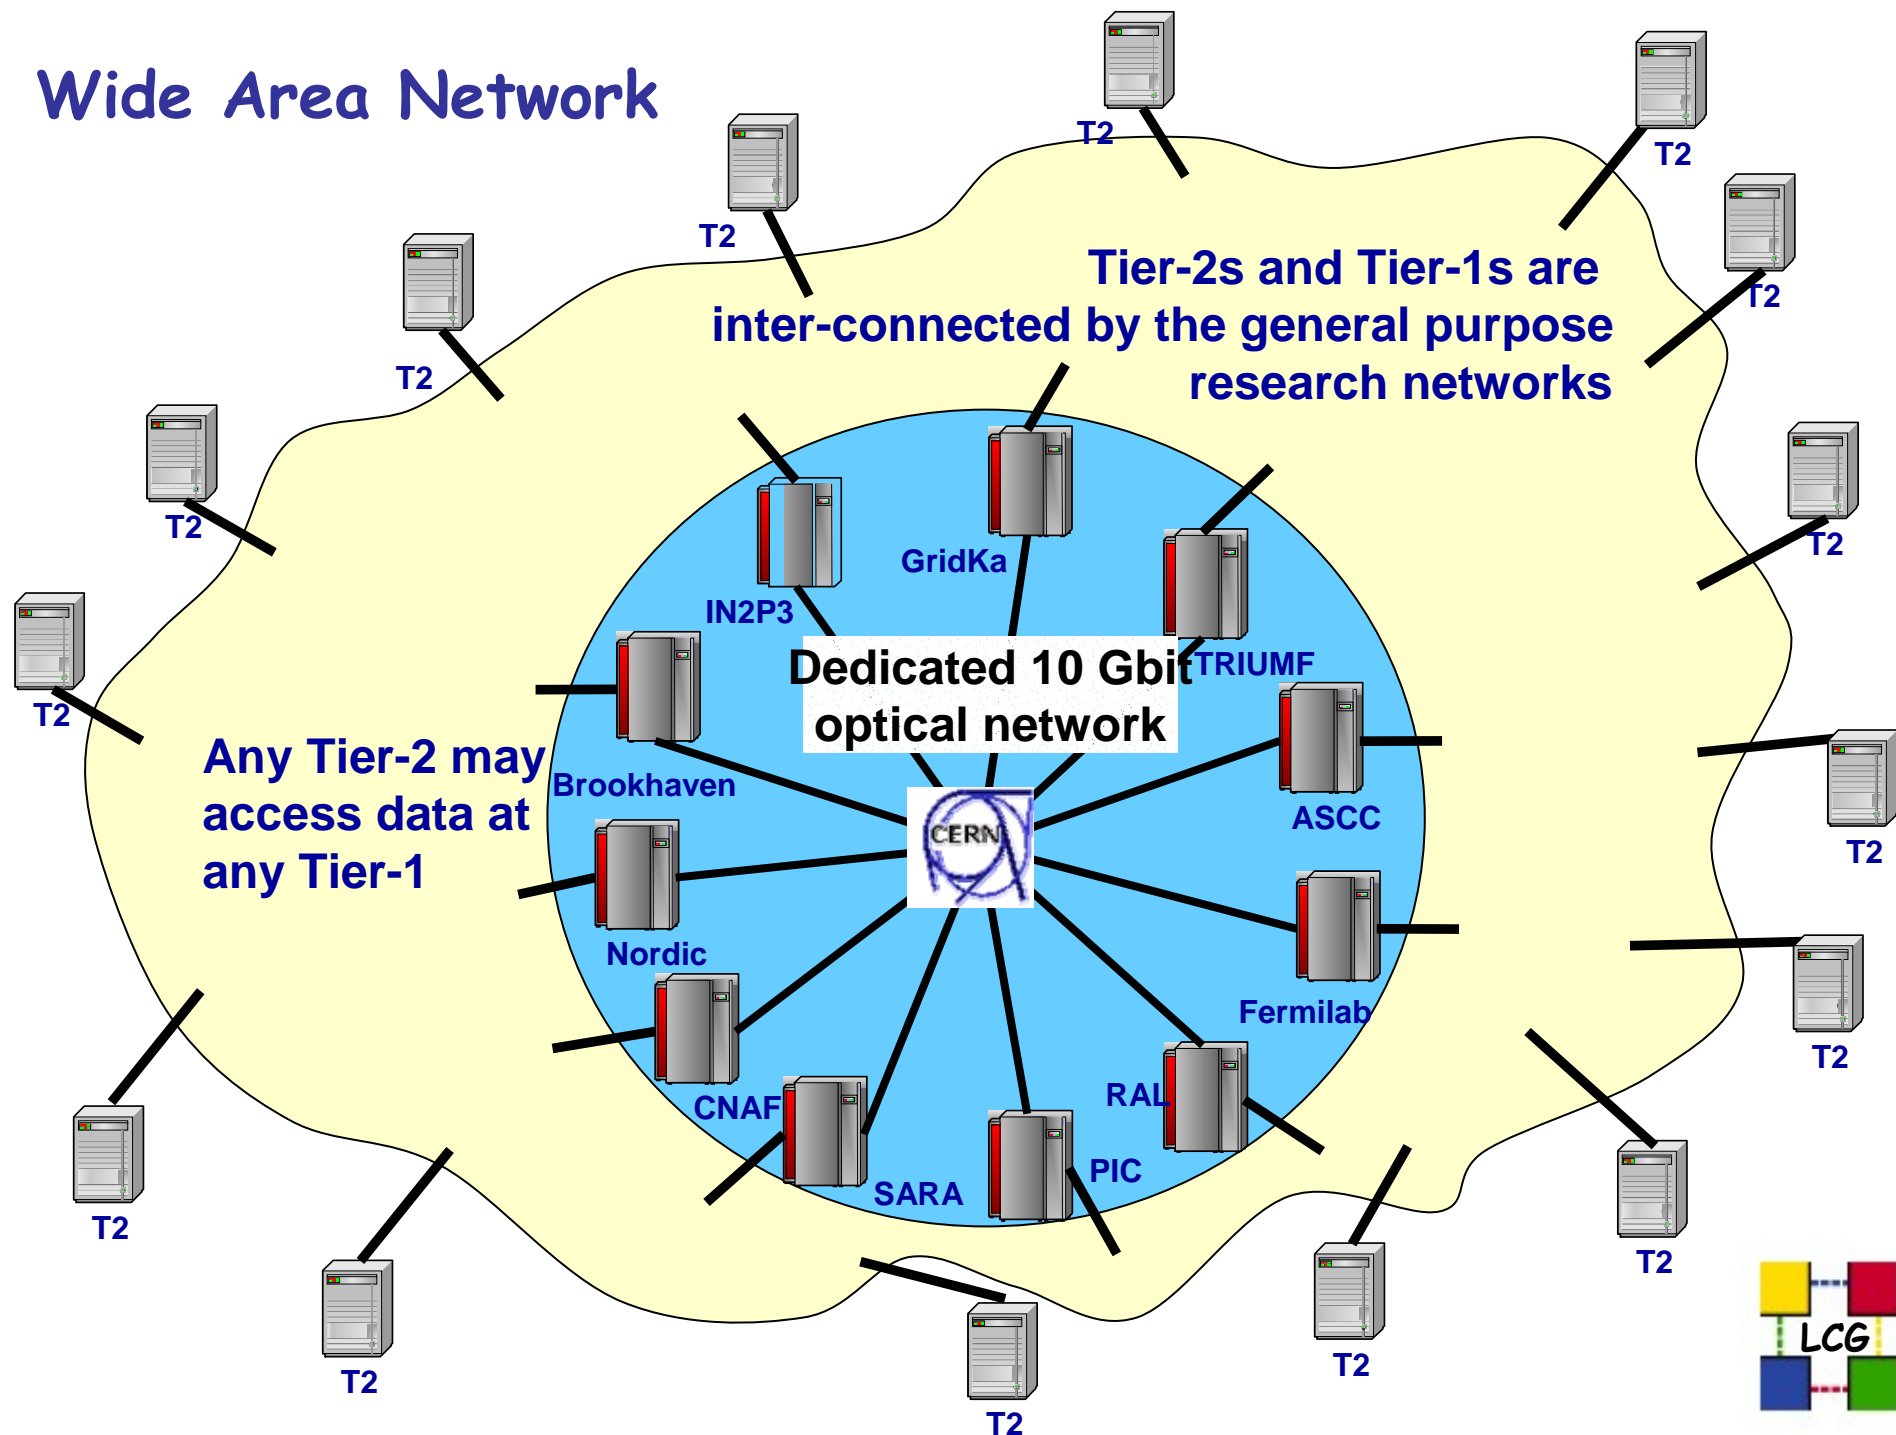 Wide Area Network
T2
T2
T2
T2
T2
Tier-2s and Tier-1s are
inter-connected by the general purpose
research networks
T2
T2
T2
T2
GridKa
IN2P3
TRIUMF
Dedicated 10 Gbit
optical network
Any Tier-2 may
access data at
any Tier-1
Brookhaven
CERN
ASCC
T2
Nordic
Fermilab
T2
CNAF
RAL
PIC
SARA
T2
T2
T2
T2
T2
LCG